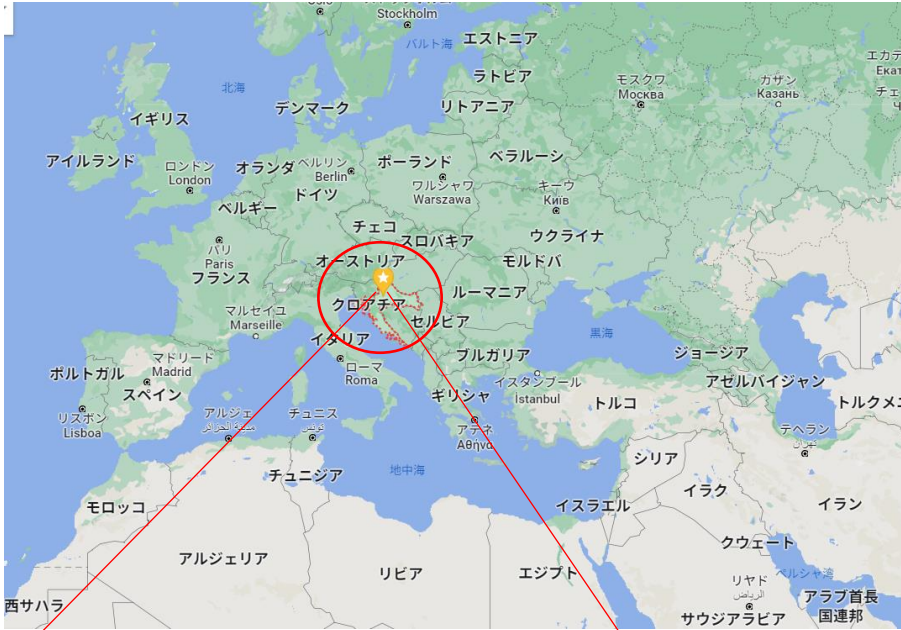 Stockholm
エストニア
バルト海
ラトビア
モスクワ
Москва
カザン
Казань
北海
デンマーク
リトアニア
イギリス
アイルランド
ロンドン
London
オランダ
ベルリン
Berlin
ポーランド
ベラルーシ
ドイツ
ワルシャワ
Warszawa
キーウ
Київ
ベルギー
チェコ
パリ
Paris
スロバキア
ウクライナ
フランス
オーストリア
モルドバ
ルーマニア
クロアチア
マルセイユ
Marseille
セルビア
イタリア
黒海
マドリード
Madrid
ローマ
Roma
ブルガリア
ジョージア
ポルトガル
スペイン
イスタンブール
İstanbul
アゼルバイジャン
ギリシャ
トルコ
トルクメ
リスボン
Lisboa
アルジェ
مدينة الجزائر
チュニス
تونس
アテネ
Αθήνα
テヘラン
تهران
地中海
シリア
チュニジア
モロッコ
イスラエル
イラク
イラン
クウェート
アルジェリア
リビア
エジプト
ペルシャ湾
リヤド
الرياض
西サハラ
サウジアラビア
アラブ首長
国連邦